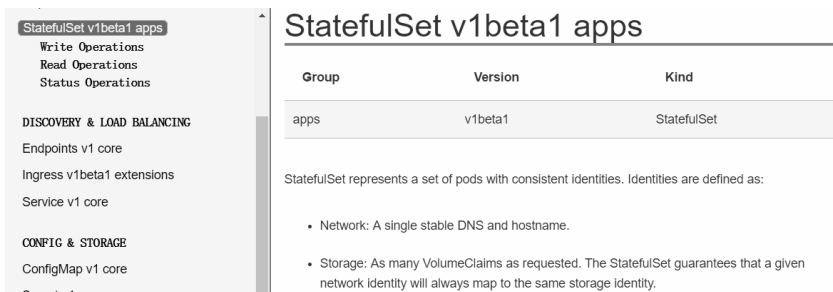 StatefulSet v1beta1 apps
Write Operations
Read Operations
Status Operations
DISCOVERY & LOAD BALANCING
Endpoints v1 core
Ingress v1beta1 extensions
Service v1 core
CONFIG & STORAGE
ConfigMap v1 core
StatefulSet v1beta1 apps
Group Version Kind
apps v1beta1 StatefulSet
StatefulSet represents a set of pods with consistent identities. Identities are defined as:
• Network: A single stable DNS and hostname.
• Storage: As many VolumeClaims as requested. The StatefulSet guarantees that a given
network identity will always map to the same storage identity.